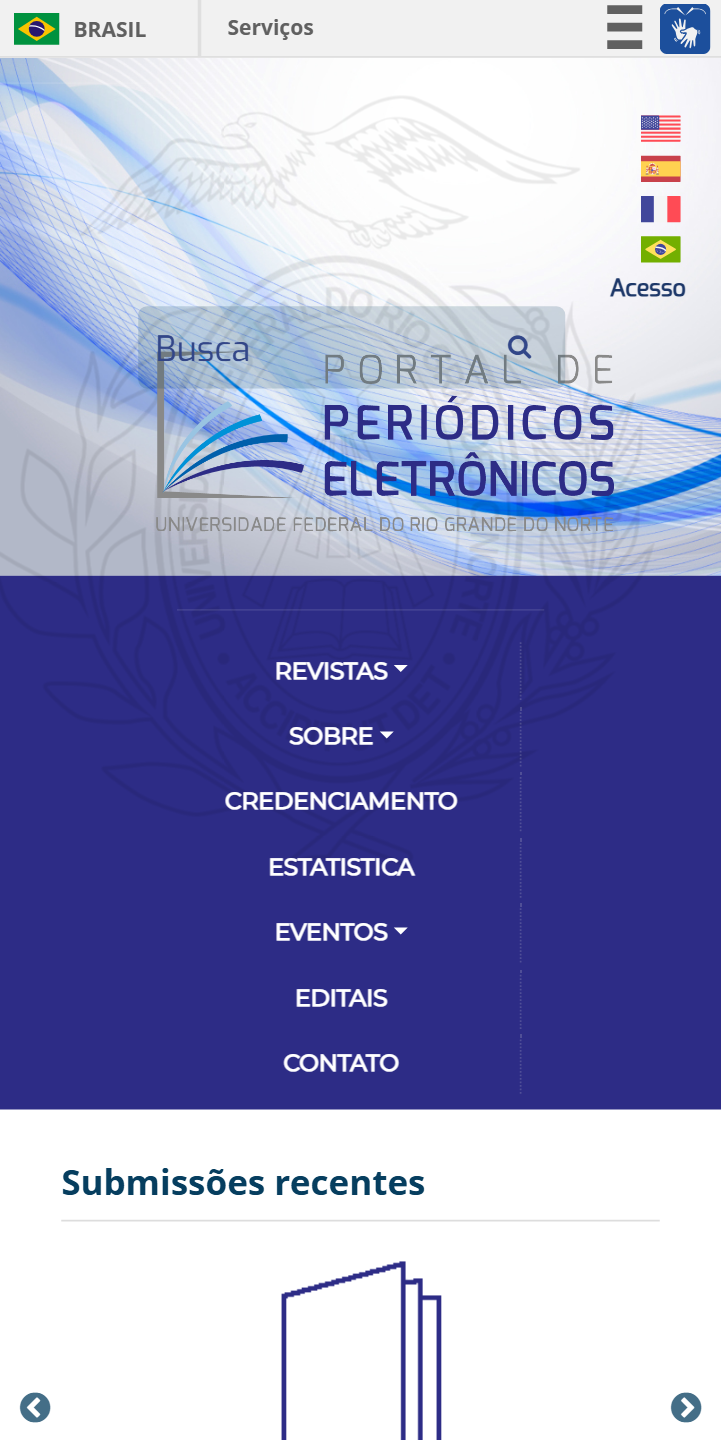 BRASIL
Serviços
Acesso
Busca
PORTAL DE
PERIÓDICOS
ELETRÔNICOS
UNIVERSIDADE FEDERAL DO RIO GRANDE DO NORTE
REVISTAS
SOBRE
CREDENCIAMENTO
ESTATISTICA
EVENTOS
EDITAIS
CONTATO
Submissões recentes